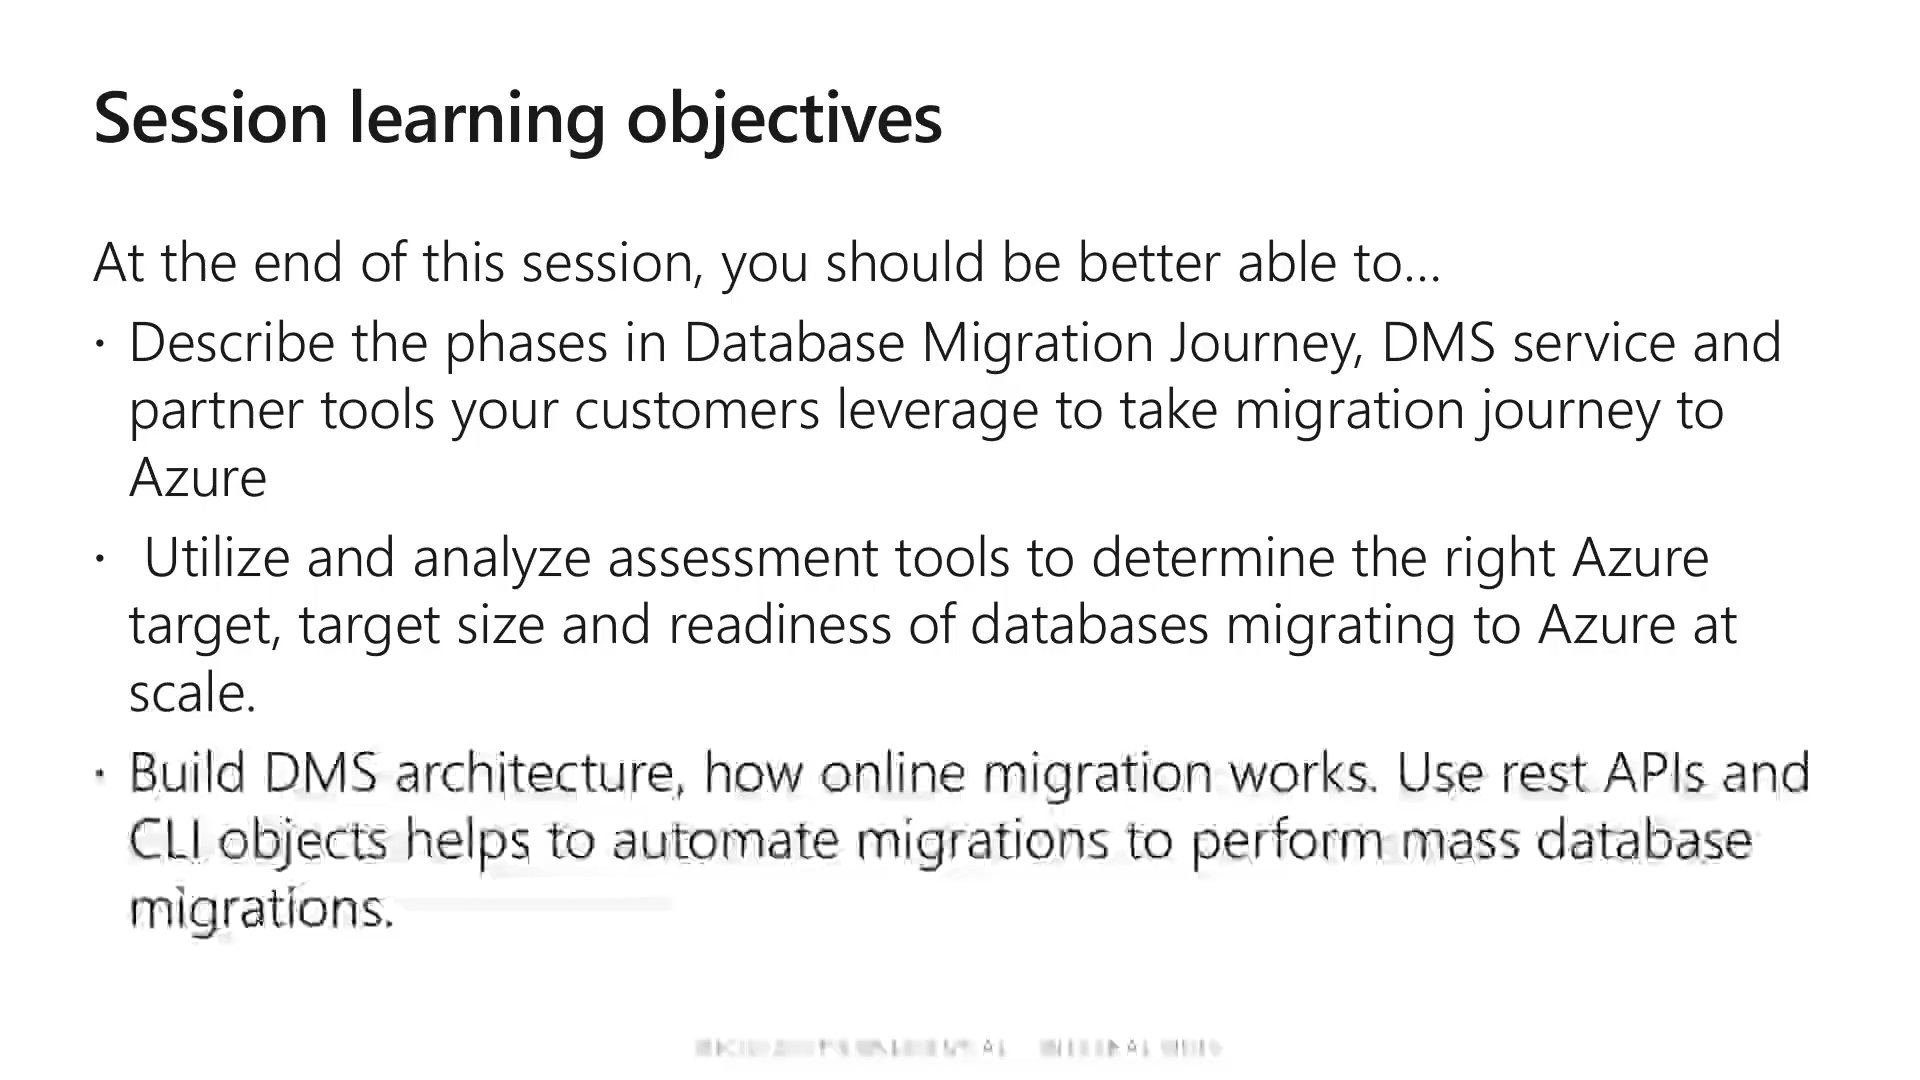 Session learning objectives
At the end of this session, you should be better able to...
· Describe the phases in Database Migration Journey, DMS service and
partner tools your customers leverage to take migration journey to
Azure
· Utilize and analyze assessment tools to determine the right Azure
target, target size and readiness of databases migrating to Azure at
scale.
· Build DMS architecture, how online migration works. Use rest APIs and
CLI objects helps to automate migrations to perform mass database
migrations.